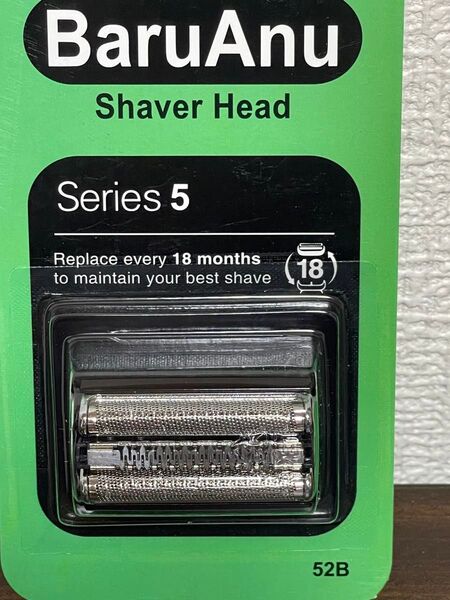 BaruAnu
Shaver Head
Series 5
Replace every 18 months
to maintain your best shave
18
52B